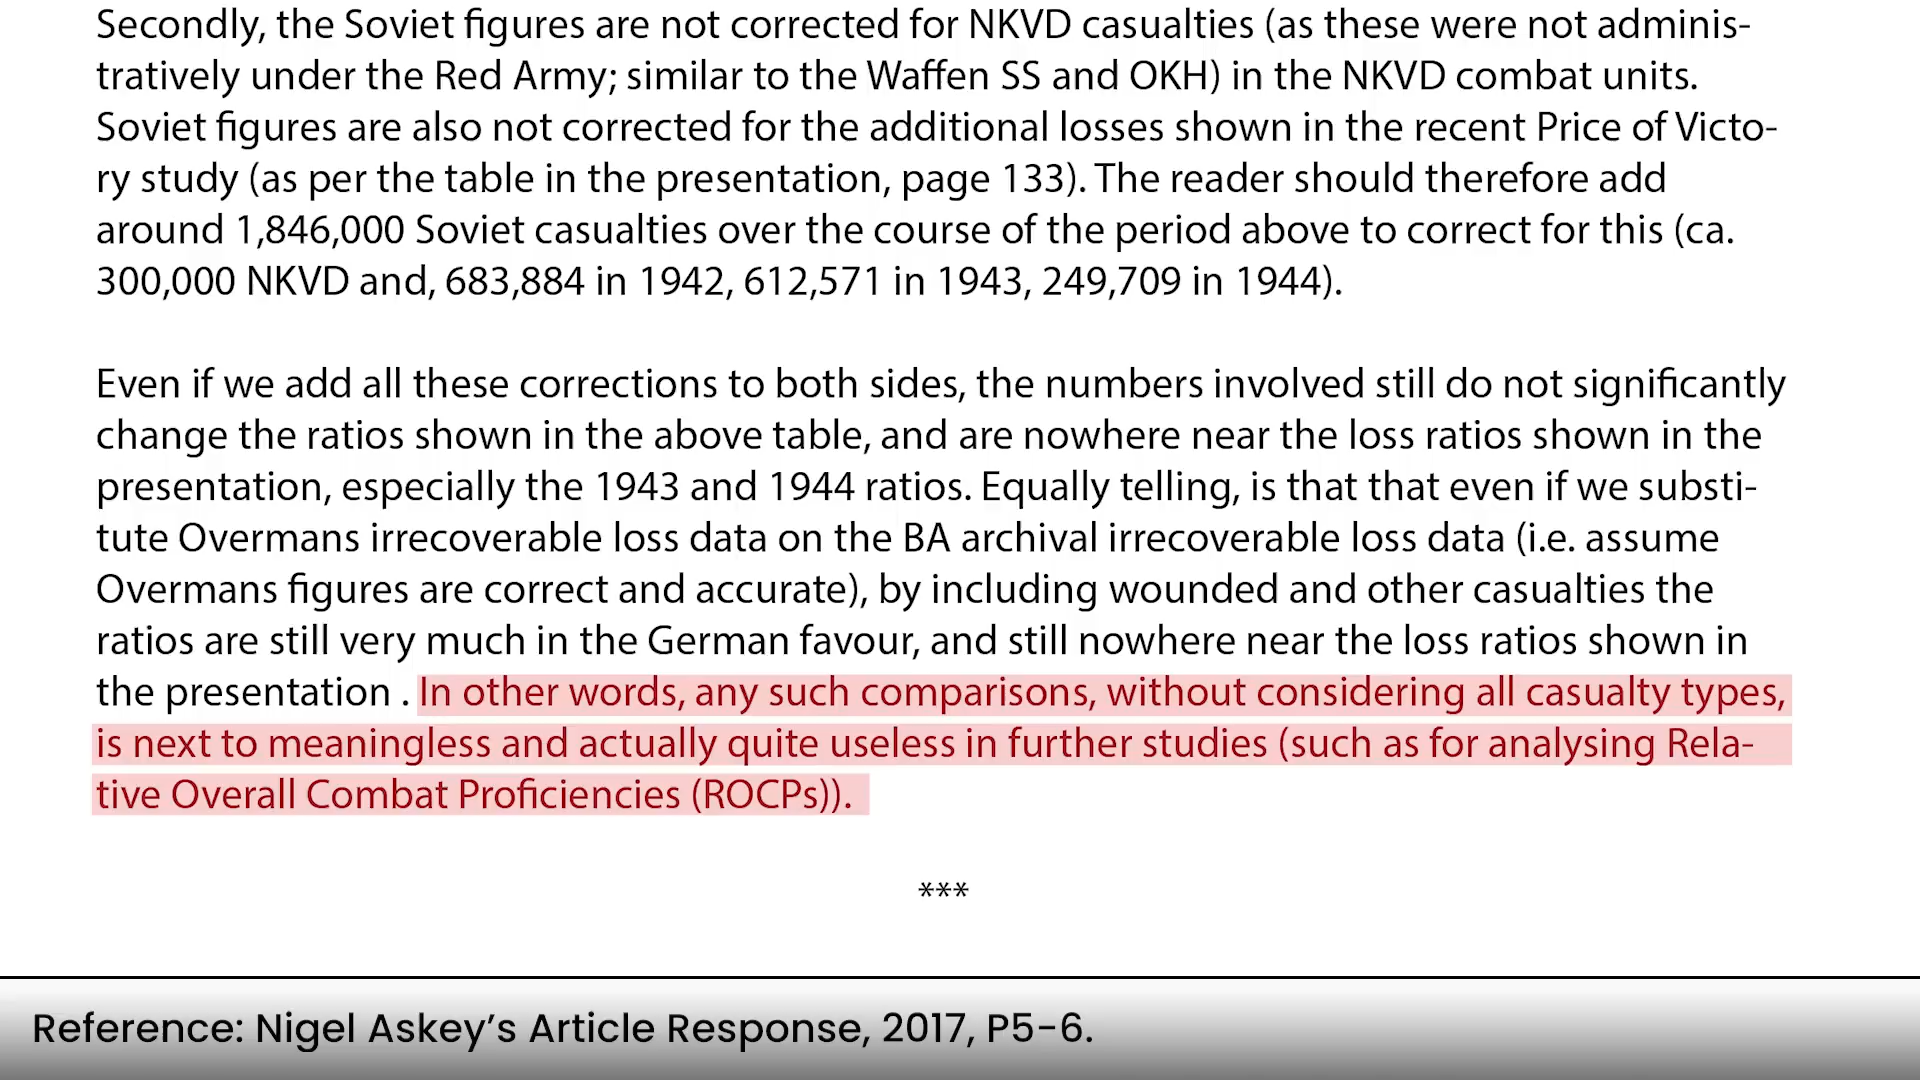 Secondly, the Soviet figures are not corrected for NKVD casualties (as these were not adminis-
tratively under the Red Army; similar to the Waffen SS and OKH) in the NKVD combat units.
Soviet figures are also not corrected for the additional losses shown in the recent Price of Victo-
ry study (as per the table in the presentation, page 133). The reader should therefore add
around 1,846,000 Soviet casualties over the course of the period above to correct for this (ca.
300,000 NKVD and, 683,884 in 1942, 612,571 in 1943, 249,709 in 1944).
Even if we add all these corrections to both sides, the numbers involved still do not significantly
change the ratios shown in the above table, and are nowhere near the loss ratios shown in the
presentation, especially the 1943 and 1944 ratios. Equally telling, is that that even if we substi-
tute Overmans irrecoverable loss data on the BA archival irrecoverable loss data (i.e. assume
Overmans figures are correct and accurate), by including wounded and other casualties the
ratios are still very much in the German favour, and still nowhere near the loss ratios shown in
the presentation . In other words, any such comparisons, without considering all casualty types,
is next to meaningless and actually quite useless in further studies (such as for analysing Rela-
tive Overall Combat Proficiencies (ROCPs)).
***
Reference: Nigel Askey’s Article Response, 2017, P5-6.